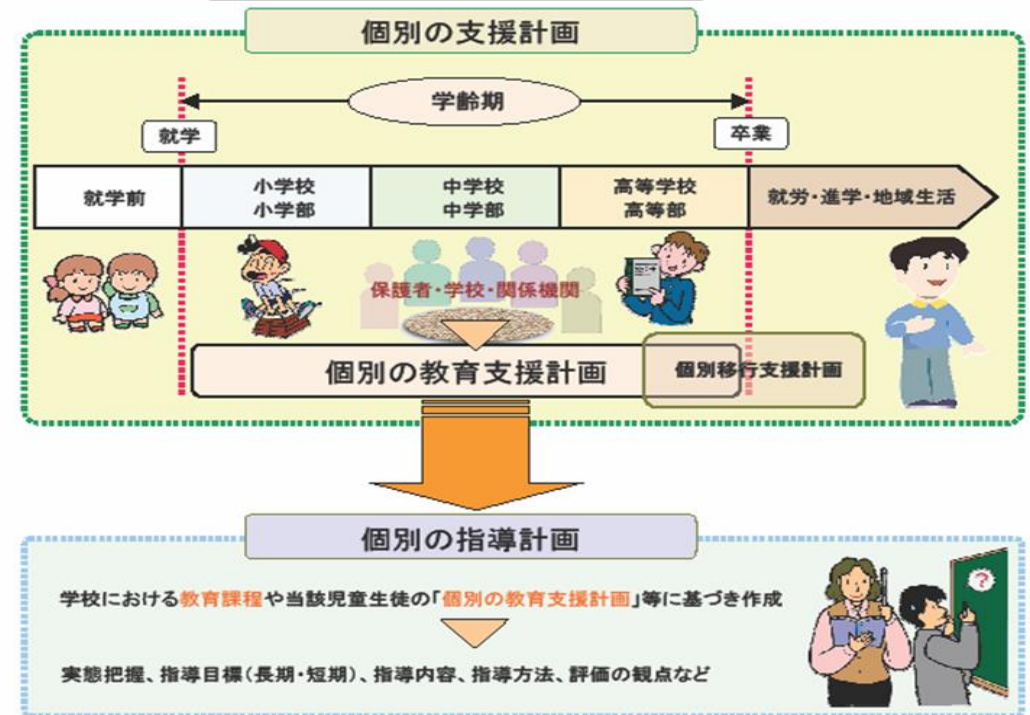 個別の支援計画
学齢期
就学
卒業
就学前
小学校
小学部
中学校
中学部
高等学校
高等部
就労・進学・地域生活
保護者・学校・関係機関
個別の教育支援計画
個別移行支援計画
個別の指導計画
学校における教育課程や当該児童生徒の「個別の教育支援計画」等に基づき作成
?
実態把握、指導目標(長期・短期)、指導内容、指導方法、評価の観点など